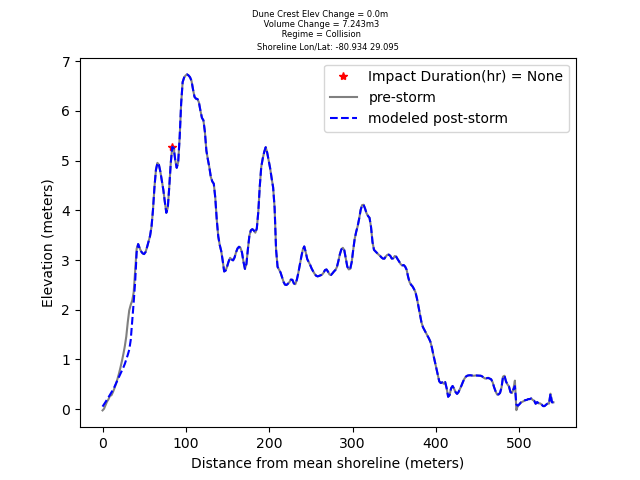 Dune Crest Elev Change = 0.0m
Volume Change = 7.243m3
Regime = Collision
Shoreline Lon/Lat: -80.934 29.095
Impact Duration(hr) = None
pre-storm
modeled post-storm
7
6
5
4
3
2
1
0
Elevation (meters)
0 100 200 300 400 500
Distance from mean shoreline (meters)